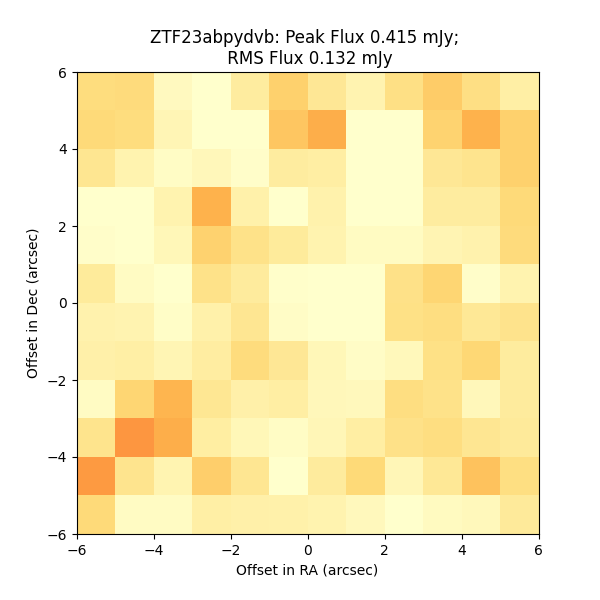 ZTF23abpydvb: Peak Flux 0.415 mJy;
RMS Flux 0.132 mJy
6
4
2
0
−2
−4
−6
Offset in Dec (arcsec)
−6 −4 −2 0 2 4 6
Offset in RA (arcsec)